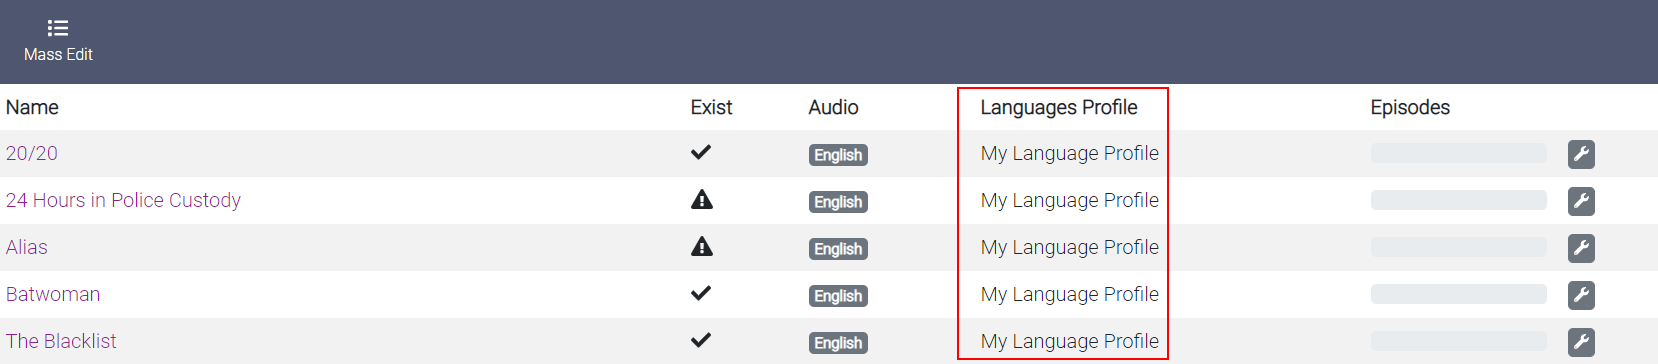 Mass Edit
Name Exist Audio Languages Profile Episodes
20/20 English My Language Profile
24 Hours in Police Custody English My Language Profile
Alias English My Language Profile
Batwoman English My Language Profile
The Blacklist English My Language Profile